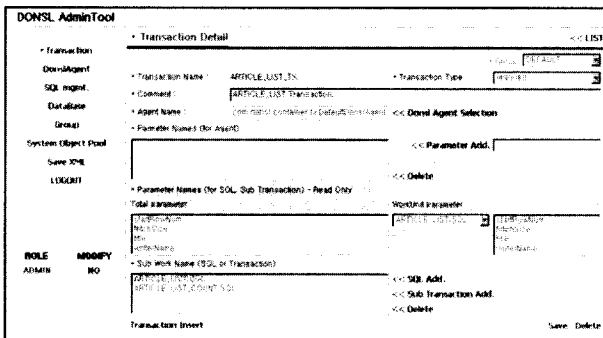 DONSL AdminTool
• Transaction
DonslAgent
SQL mgmt.
DataBase
Group
System Object Pool
Save XML
LOGOUT
ROLE MODIFY
ADMIN NO
• Transaction Detail << LIST
DEFAULT
• Transaction Name : ARTICLE_LIST_TX • Transaction Type
• Comment : ARTICLE_LIST Transaction
• Agent Name : << Donsl Agent Selection
• Parameter Names (for Agent)
<< Parameter Add.
<< Delete
• Parameter Names (for SQL, Sub Transaction) - Read Only
Total parameter WorkUnit parameter
ARTICLE_LIST_SQL
• Sub Work Name (SQL or Transaction)
ARTICLE_LIST_COUNT_SQL
<< SQL Add.
<< Sub Transaction Add.
<< Delete
Transaction Insert Save Delete